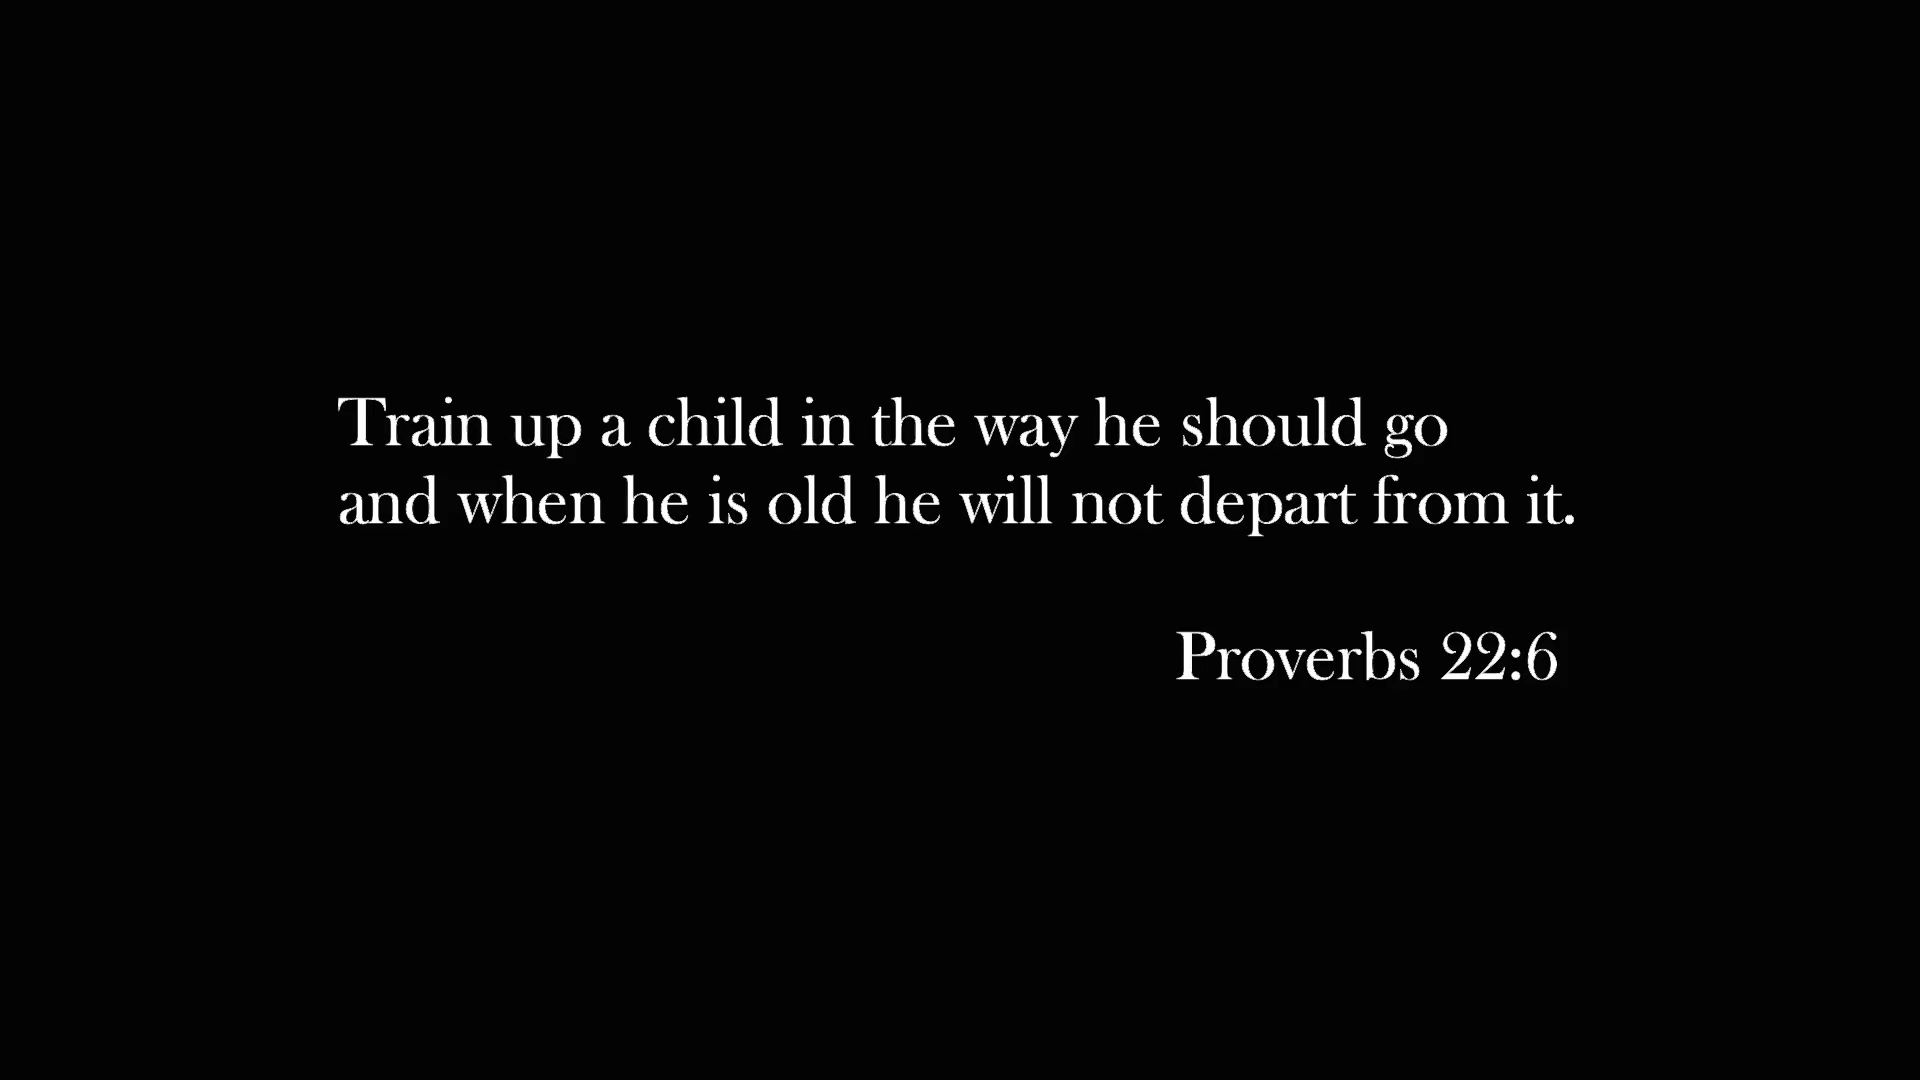 Train up a child in the way he should go
and when he is old he will not depart from it.
Proverbs 22:6